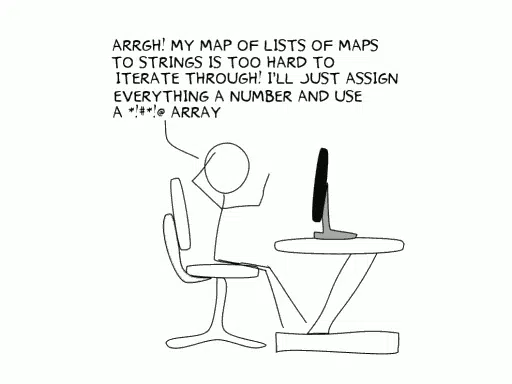 ARRGH! MY MAP OF LISTS OF MAPS
TO STRINGS IS TOO HARD TO
ITERATE THROUGH! I'LL JUST ASSIGN
EVERYTHING A NUMBER AND USE
A *!#*!@ ARRAY